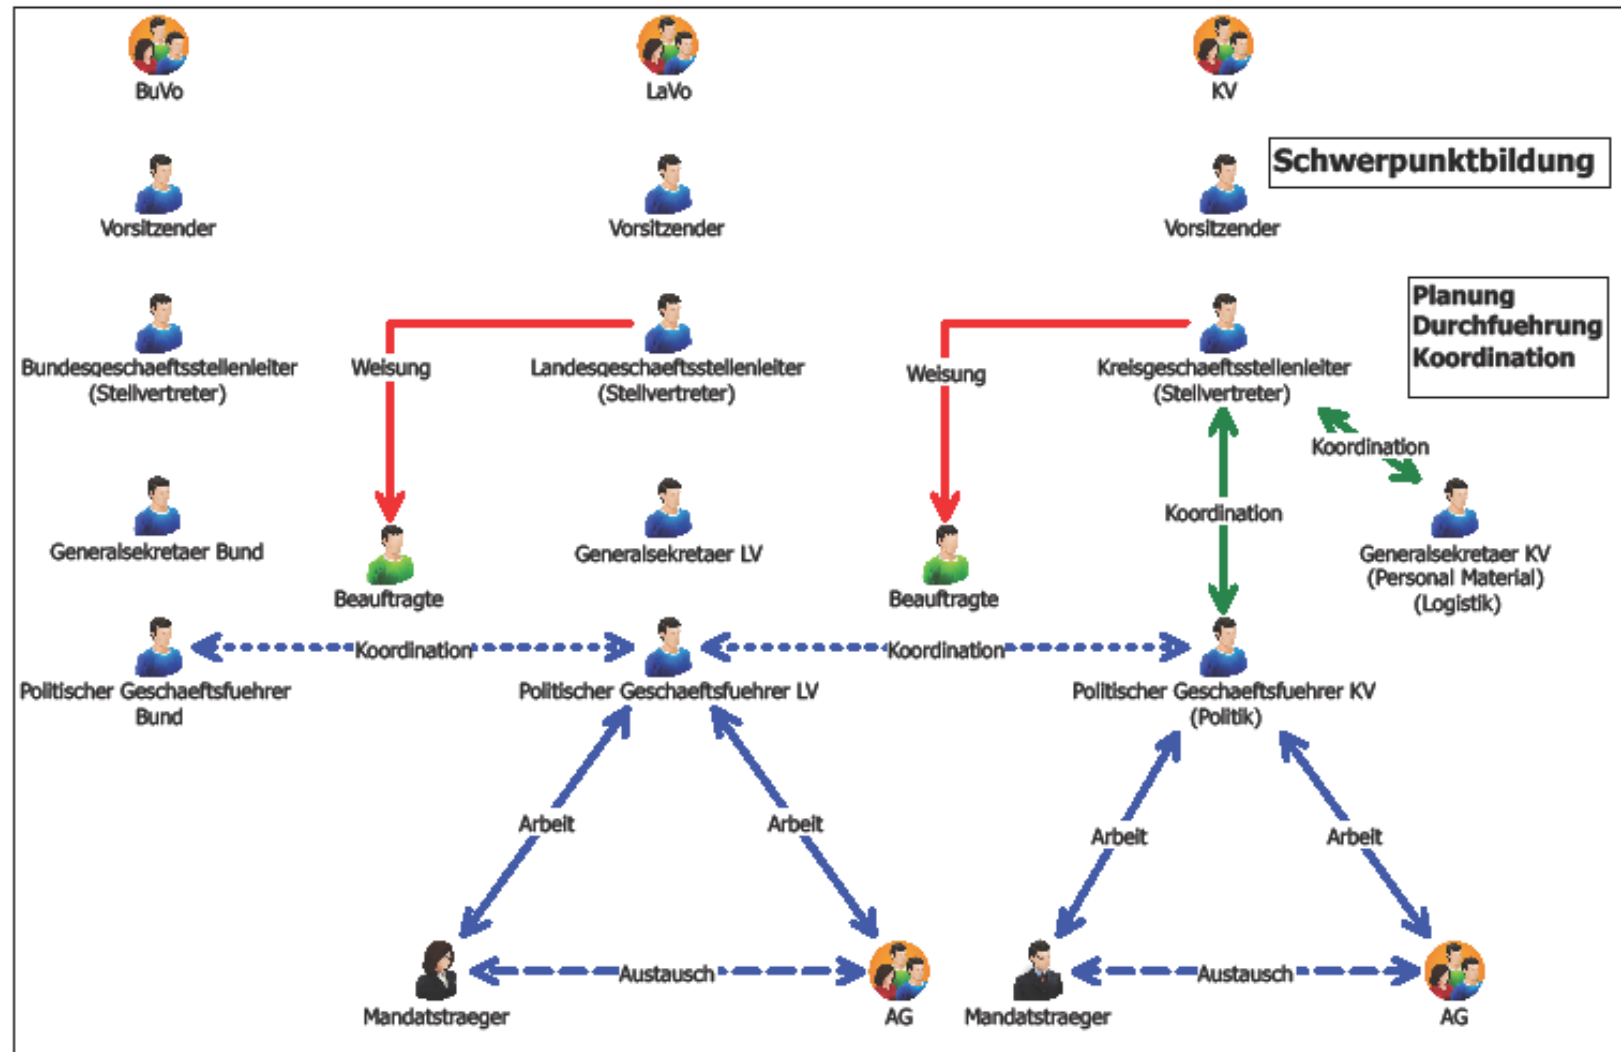 BuVo
LaVo
KV
Schwerpunktbildung
Vorsitzender
Vorsitzender
Vorsitzender
Planung
Durchfuehrung
Koordination
Bundesgeschaeftsstellenleiter
(Stellvertreter)
Weisung
Landesgeschaeftsstellenleiter
(Stellvertreter)
Weisung
Kreisgeschaeftsstellenleiter
(Stellvertreter)
Koordination
Koordination
Generalsekretaer Bund
Beauftragte
Generalsekretaer LV
Beauftragte
Generalsekretaer KV
(Personal Material)
(Logistik)
Koordination
Koordination
Politischer Geschaeftsfuehrer
Bund
Politischer Geschaeftsfuehrer LV
Politischer Geschaeftsfuehrer KV
(Politik)
Arbeit
Arbeit
Arbeit
Arbeit
Austausch
Austausch
Mandatstraeger
AG
Mandatstraeger
AG